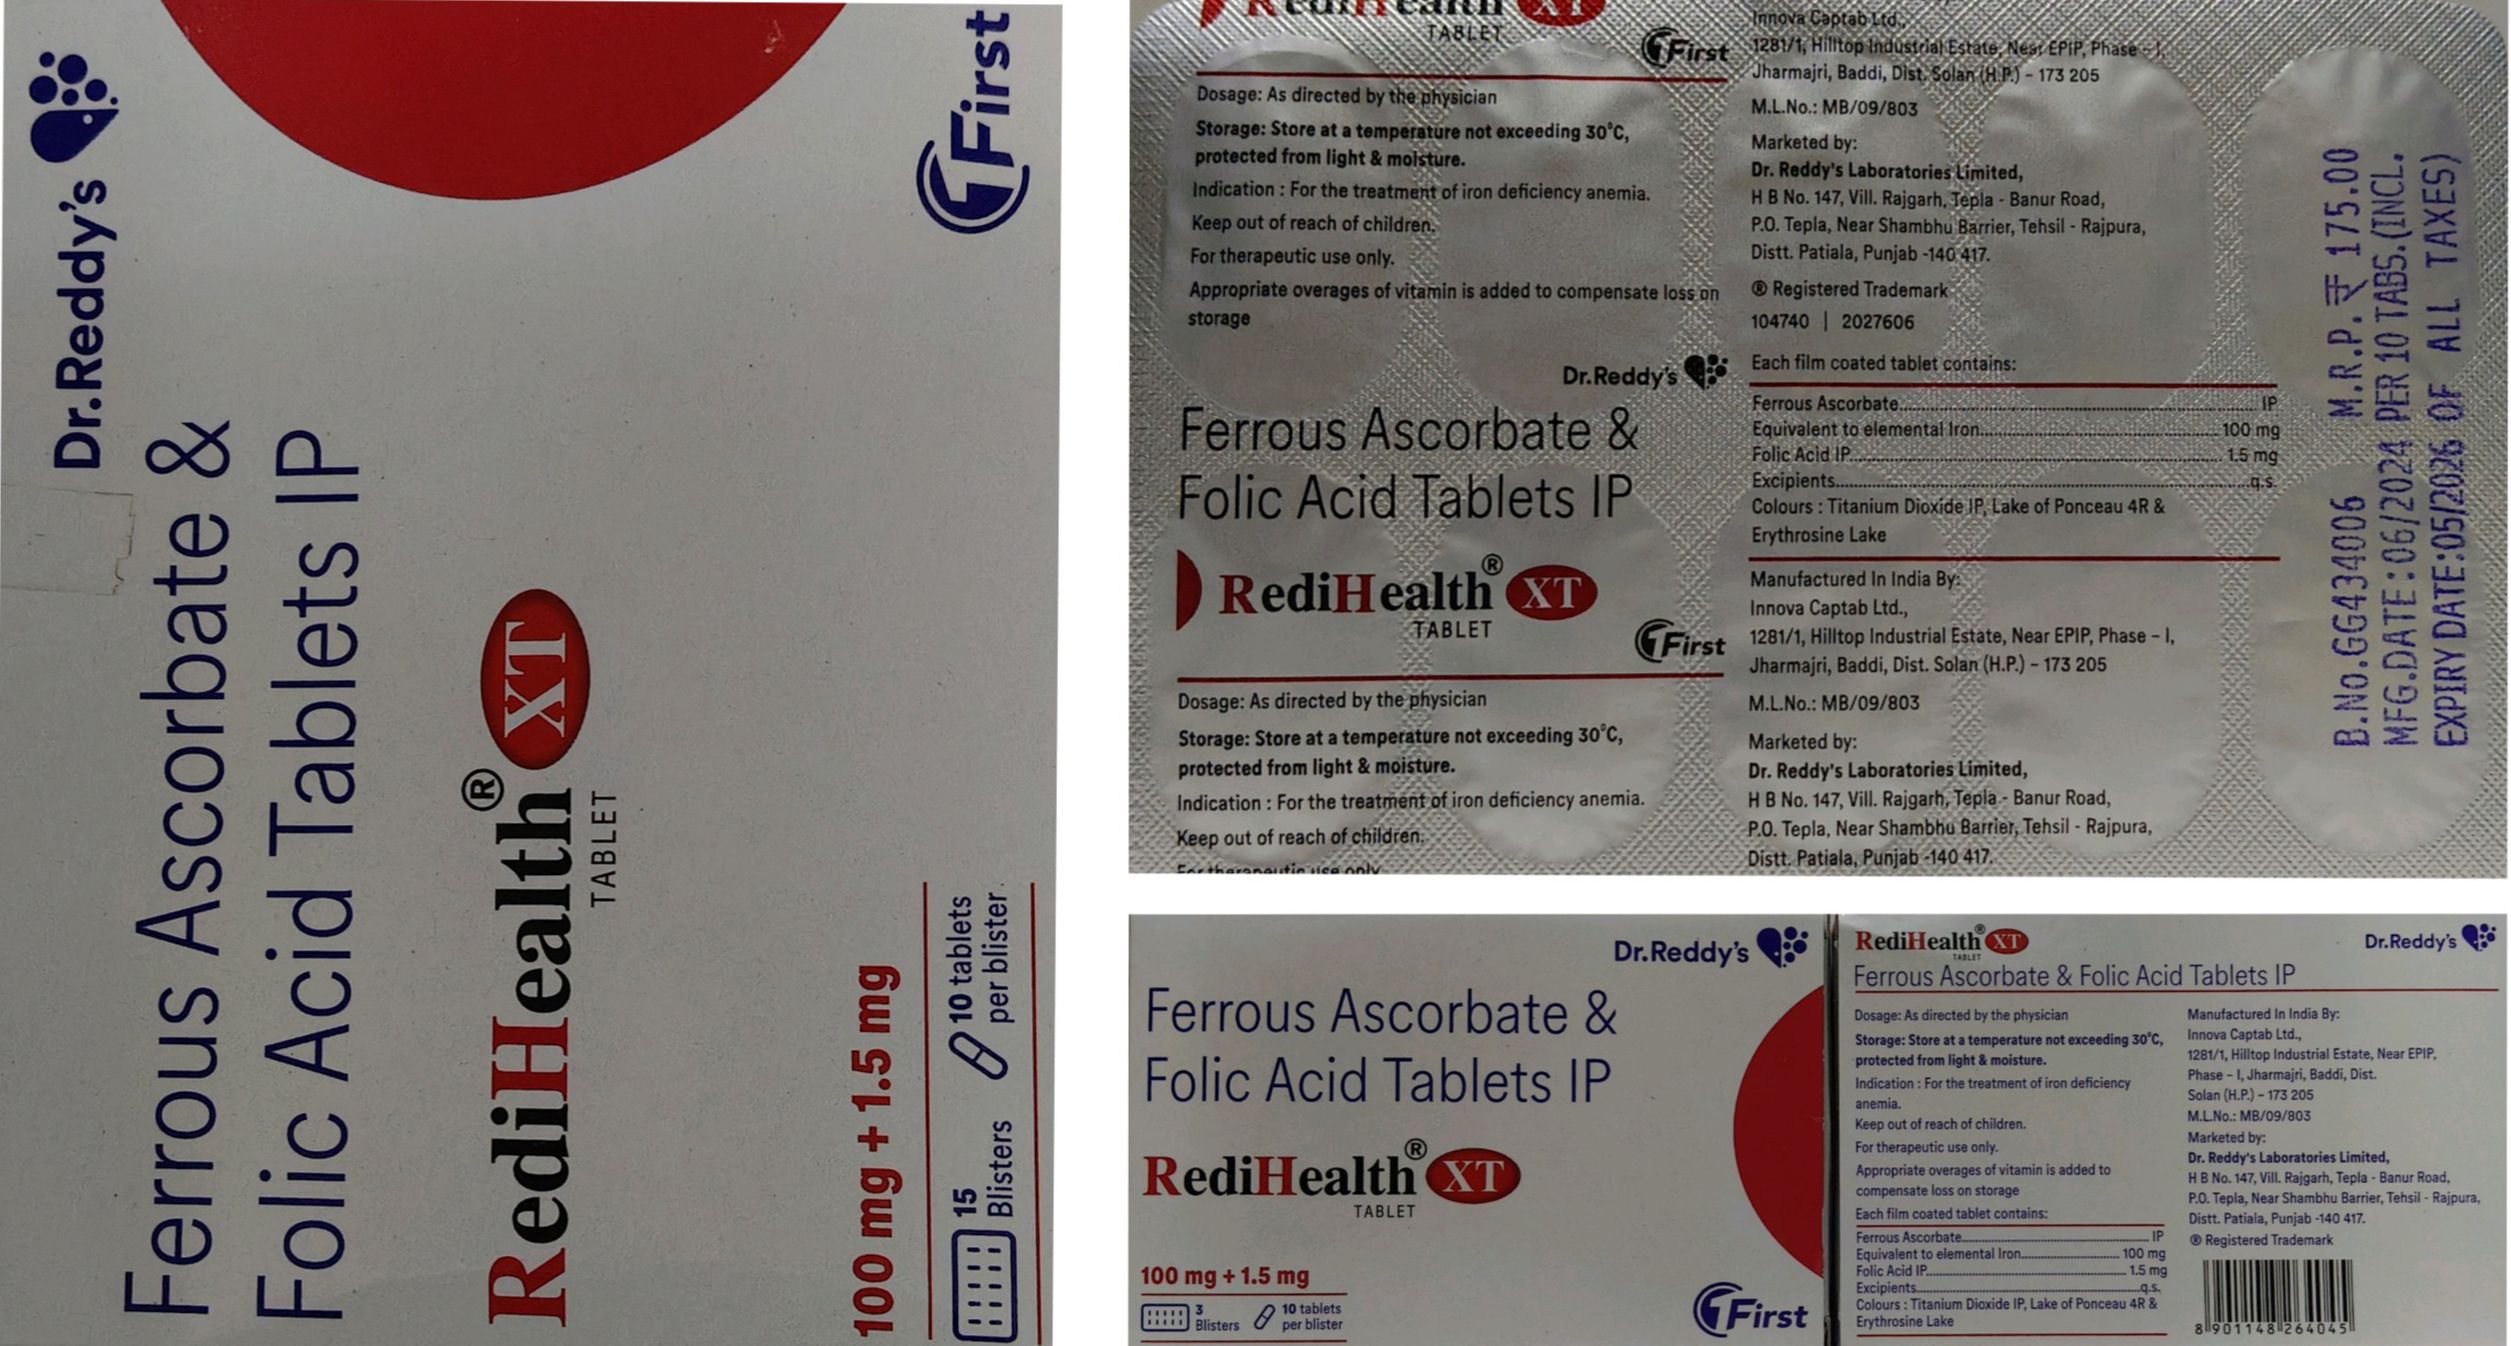 Dr.Reddy's
First
Ferrous Ascorbate &
Folic Acid Tablets IP
RediHealth® XT
TABLET
100 mg + 1.5 mg
15
Blisters
10 tablets
per blister
RediHealth XT
TABLET
First
Dosage: As directed by the physician
Storage: Store at a temperature not exceeding 30°C,
protected from light & moisture.
Indication : For the treatment of iron deficiency anemia.
Keep out of reach of children.
For therapeutic use only.
Appropriate overages of vitamin is added to compensate loss on
storage
Dr.Reddy's
Ferrous Ascorbate &
Folic Acid Tablets IP
RediHealth® XT
TABLET
First
Dosage: As directed by the physician
Storage: Store at a temperature not exceeding 30°C,
protected from light & moisture.
Indication : For the treatment of iron deficiency anemia.
Keep out of reach of children.
For therapeutic use only
Innova Captab Ltd.,
1281/1, Hilltop Industrial Estate, Near EPIP, Phase – I,
Jharmajri, Baddi, Dist. Solan (H.P.) – 173 205
M.L.No.: MB/09/803
Marketed by:
Dr. Reddy's Laboratories Limited,
H B No. 147, Vill. Rajgarh, Tepla - Banur Road,
P.O. Tepla, Near Shambhu Barrier, Tehsil - Rajpura,
Distt. Patiala, Punjab -140 417.
® Registered Trademark
104740 | 2027606
Each film coated tablet contains:
Ferrous Ascorbate.......... IP
Equivalent to elemental Iron.......... 100 mg
Folic Acid IP.......... 1.5 mg
Excipients.......... q.s.
Colours : Titanium Dioxide IP, Lake of Ponceau 4R &
Erythrosine Lake
Manufactured In India By:
Innova Captab Ltd.,
1281/1, Hilltop Industrial Estate, Near EPIP, Phase – I,
Jharmajri, Baddi, Dist. Solan (H.P.) – 173 205
M.L.No.: MB/09/803
Marketed by:
Dr. Reddy's Laboratories Limited,
H B No. 147, Vill. Rajgarh, Tepla - Banur Road,
P.O. Tepla, Near Shambhu Barrier, Tehsil - Rajpura,
Distt. Patiala, Punjab -140 417.
B.No.GG434006 M.R.P. ₹ 175.00
MFG.DATE:06/2024 PER 10 TABS.(INCL.
EXPIRY DATE:05/2026 OF ALL TAXES)
Dr.Reddy's
Ferrous Ascorbate &
Folic Acid Tablets IP
RediHealth® XT
TABLET
100 mg + 1.5 mg
3
Blisters
10 tablets
per blister
First
RediHealth® XT
TABLET
Dr.Reddy's
Ferrous Ascorbate & Folic Acid Tablets IP
Dosage: As directed by the physician
Storage: Store at a temperature not exceeding 30°C,
protected from light & moisture.
Indication : For the treatment of iron deficiency
anemia.
Keep out of reach of children.
For therapeutic use only.
Appropriate overages of vitamin is added to
compensate loss on storage
Each film coated tablet contains:
Ferrous Ascorbate.......... IP
Equivalent to elemental Iron.......... 100 mg
Folic Acid IP.......... 1.5 mg
Excipients.......... q.s.
Colours : Titanium Dioxide IP, Lake of Ponceau 4R &
Erythrosine Lake
Manufactured In India By:
Innova Captab Ltd.,
1281/1, Hilltop Industrial Estate, Near EPIP,
Phase – I, Jharmajri, Baddi, Dist.
Solan (H.P.) – 173 205
M.L.No.: MB/09/803
Marketed by:
Dr. Reddy's Laboratories Limited,
H B No. 147, Vill. Rajgarh, Tepla - Banur Road,
P.O. Tepla, Near Shambhu Barrier, Tehsil - Rajpura,
Distt. Patiala, Punjab -140 417.
® Registered Trademark
8 901148 264045